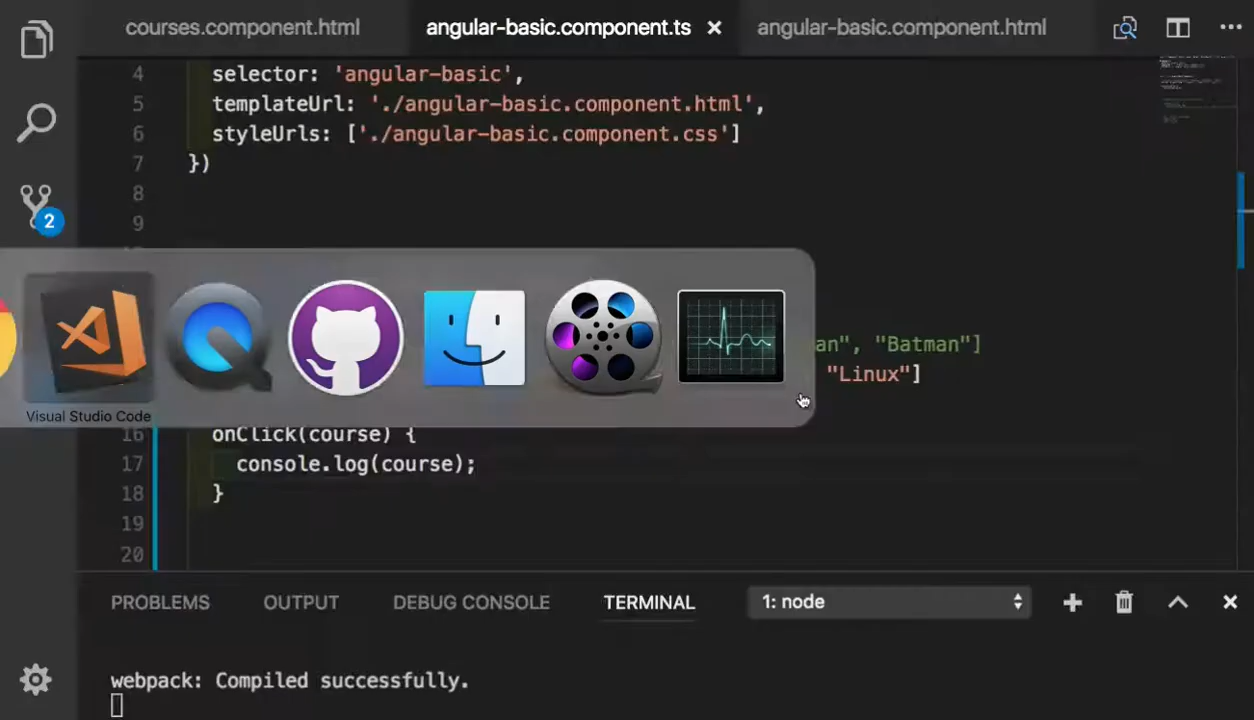 courses.component.html
angular-basic.component.ts
angular-basic.component.html
4 selector: 'angular-basic',
5 templateUrl: './angular-basic.component.html',
6 styleUrls: ['./angular-basic.component.css']
7 })
8
9
2
an", "Batman"]
"Linux"]
Visual Studio Code
16 onClick(course) {
17 console.log(course);
18 }
19
20
PROBLEMS OUTPUT DEBUG CONSOLE TERMINAL 1: node
webpack: Compiled successfully.